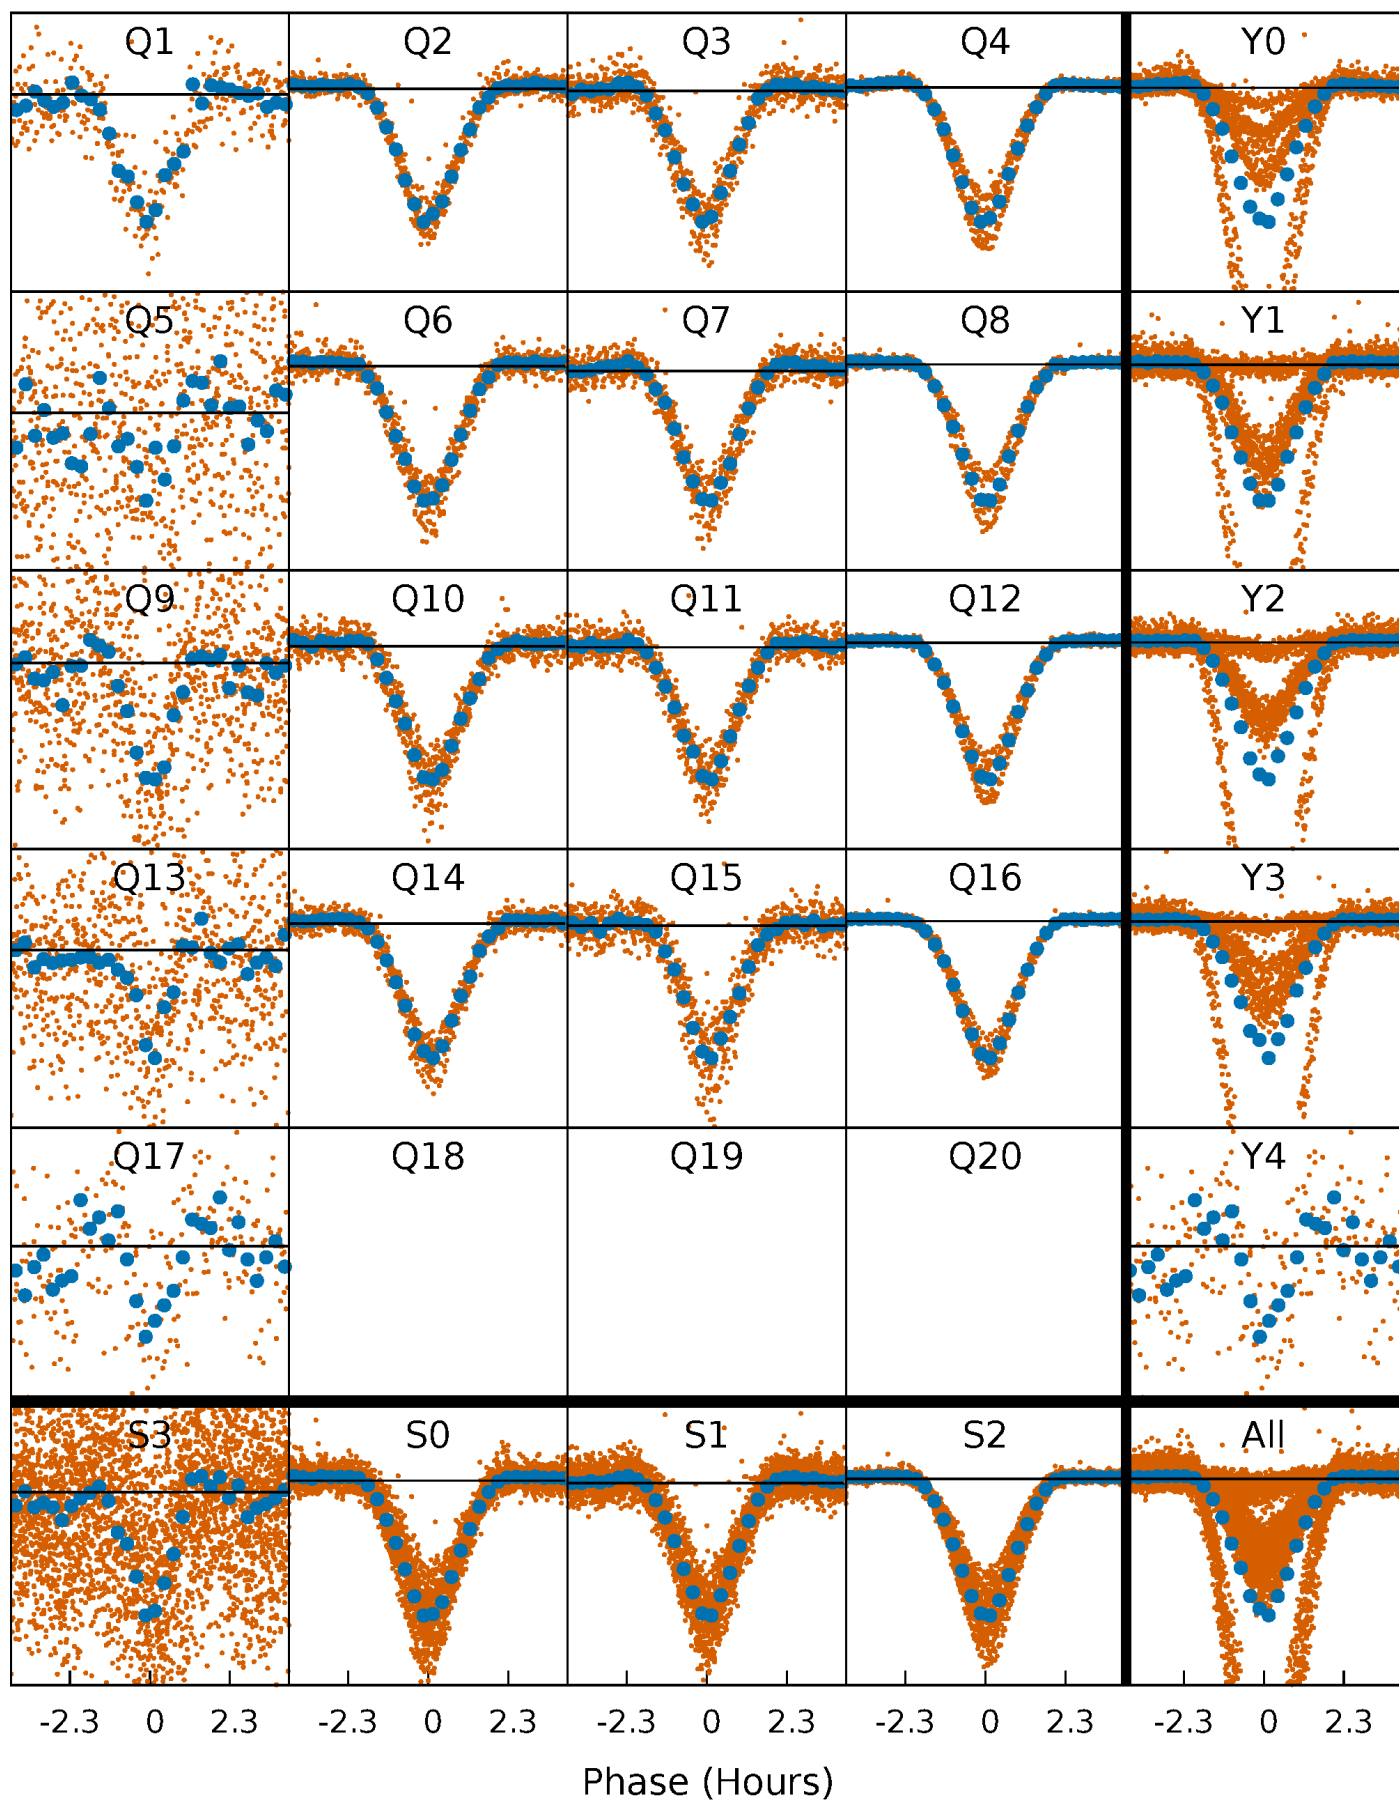 Q1 Q2 Q3 Q4 Y0
Q5 Q6 Q7 Q8 Y1
Q9 Q10 Q11 Q12 Y2
Q13 Q14 Q15 Q16 Y3
Q17 Q18 Q19 Q20 Y4
S3 S0 S1 S2 All
-2.3 0 2.3 -2.3 0 2.3 -2.3 0 2.3 -2.3 0 2.3 -2.3 0 2.3
Phase (Hours)